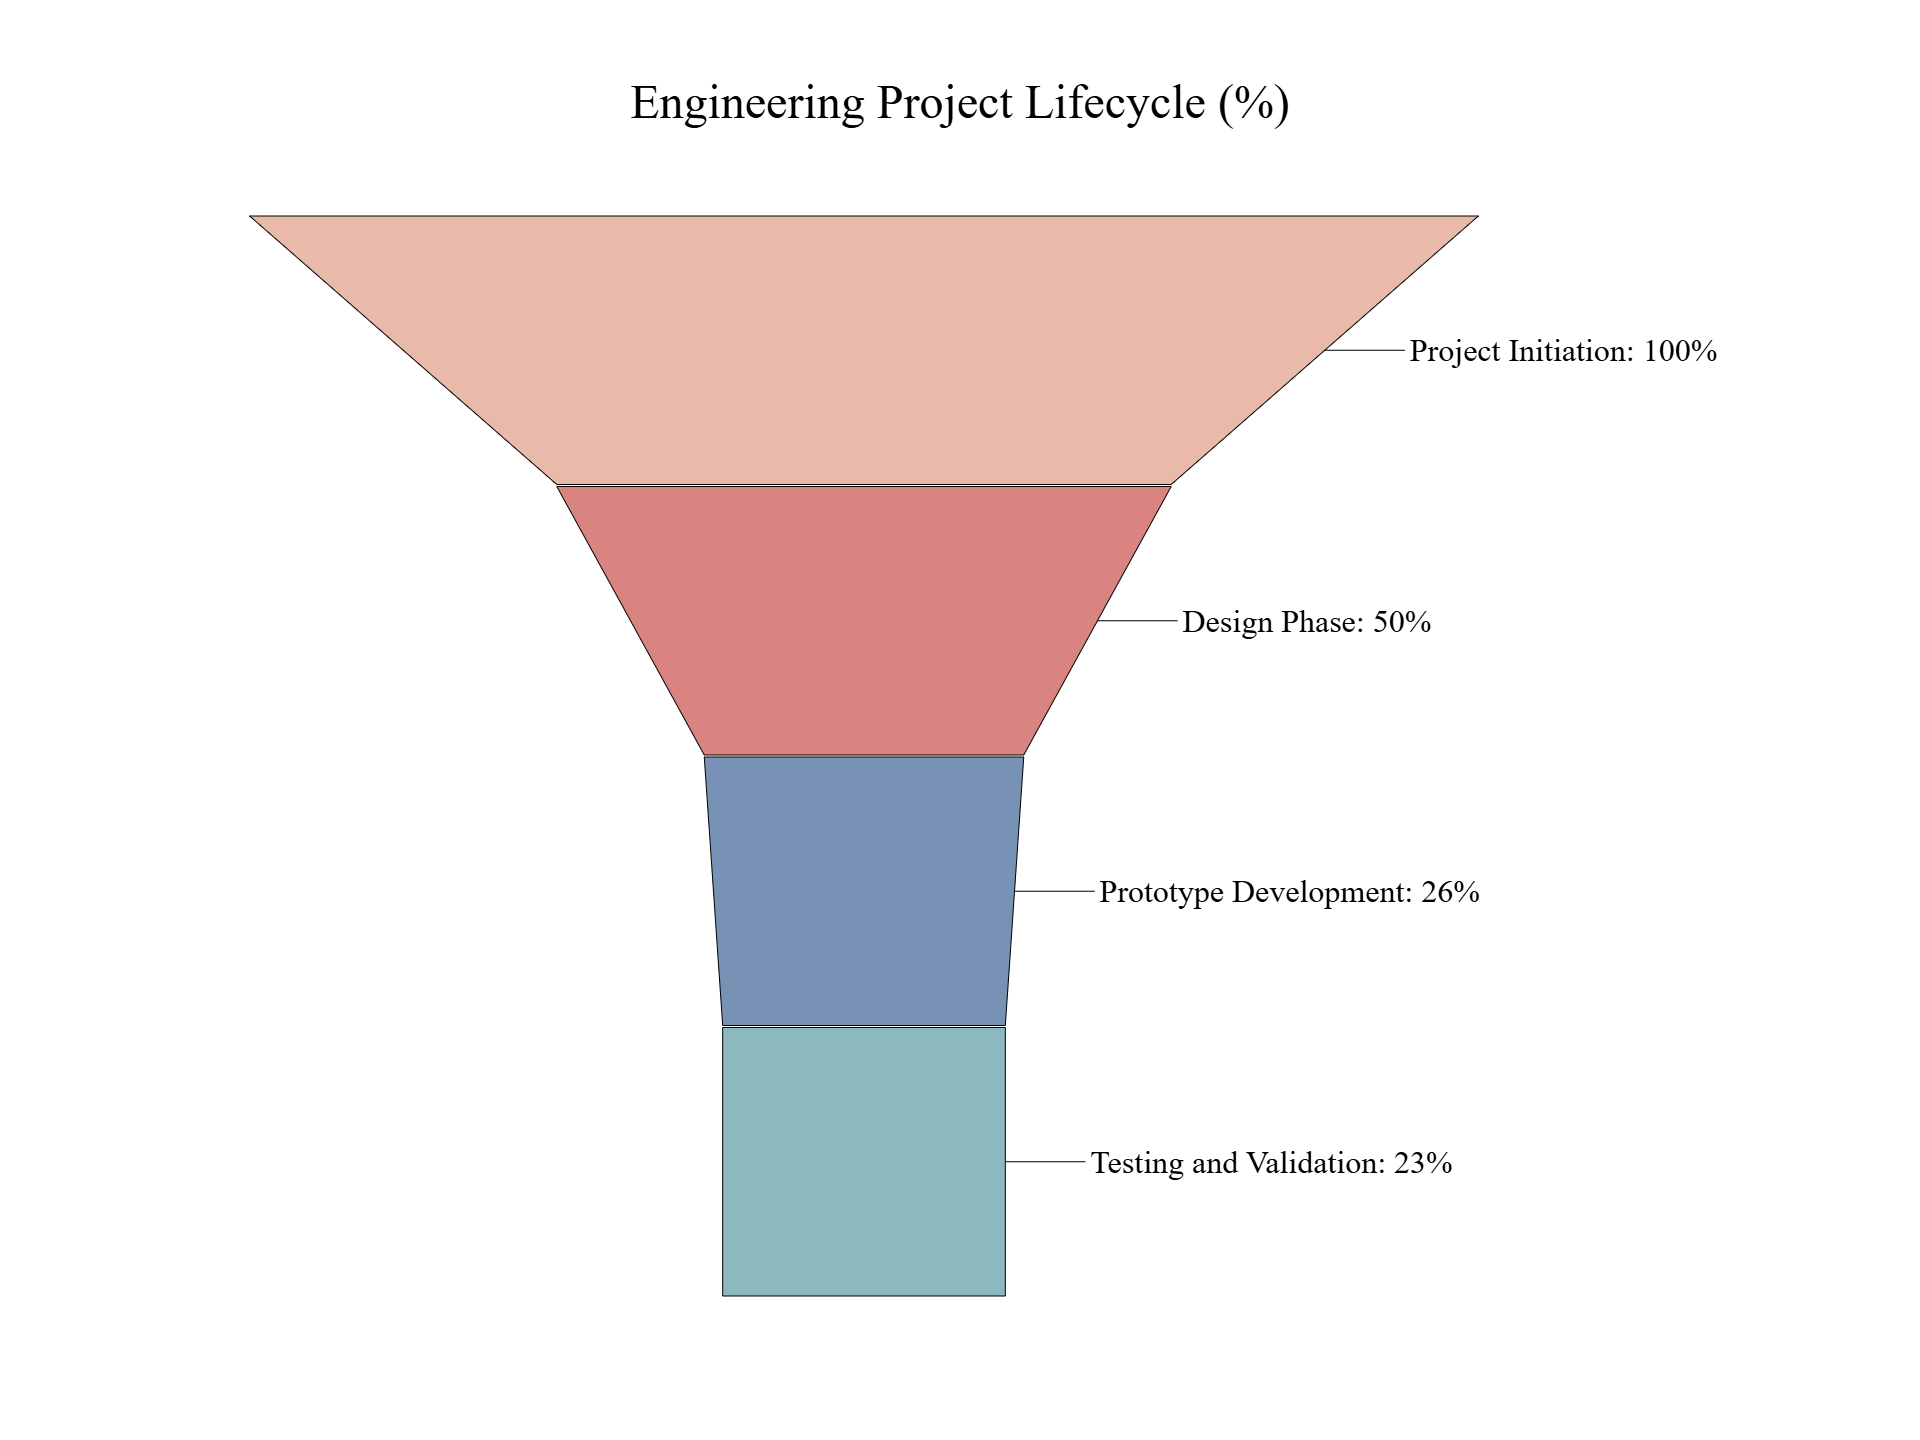 Engineering Project Lifecycle (%)
Project Initiation: 100%
Design Phase: 50%
Prototype Development: 26%
Testing and Validation: 23%